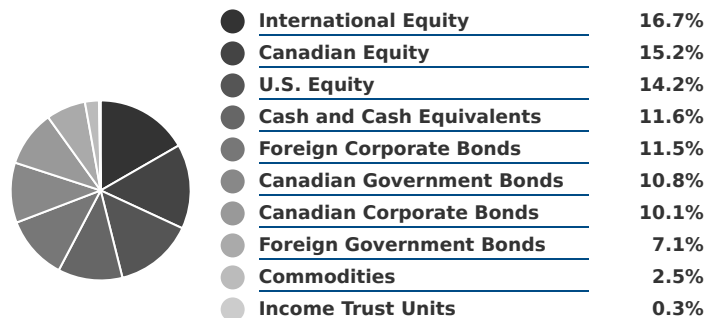 International Equity 16.7%
Canadian Equity 15.2%
U.S. Equity 14.2%
Cash and Cash Equivalents 11.6%
Foreign Corporate Bonds 11.5%
Canadian Government Bonds 10.8%
Canadian Corporate Bonds 10.1%
Foreign Government Bonds 7.1%
Commodities 2.5%
Income Trust Units 0.3%